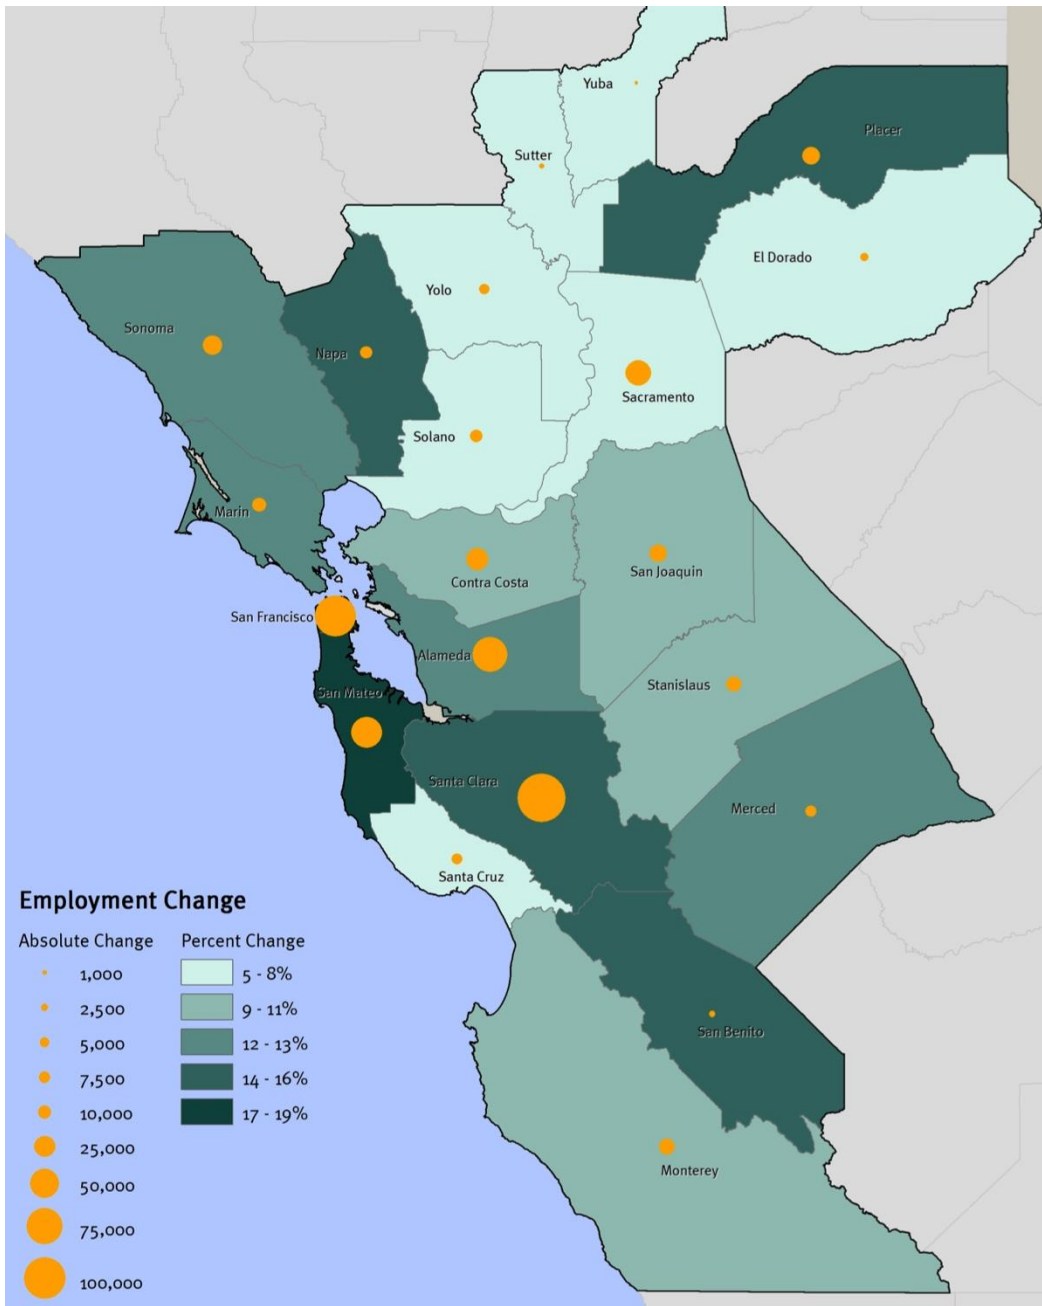 Yuba
Placer
Sutter
El Dorado
Yolo
Sonoma
Napa
Sacramento
Solano
Marin
San Joaquin
Contra Costa
San Francisco
Alameda
Stanislaus
San Mateo
Santa Clara
Merced
Santa Cruz
San Benito
Monterey
Employment Change
Absolute Change
1,000
2,500
5,000
7,500
10,000
25,000
50,000
75,000
100,000
Percent Change
5 - 8%
9 - 11%
12 - 13%
14 - 16%
17 - 19%